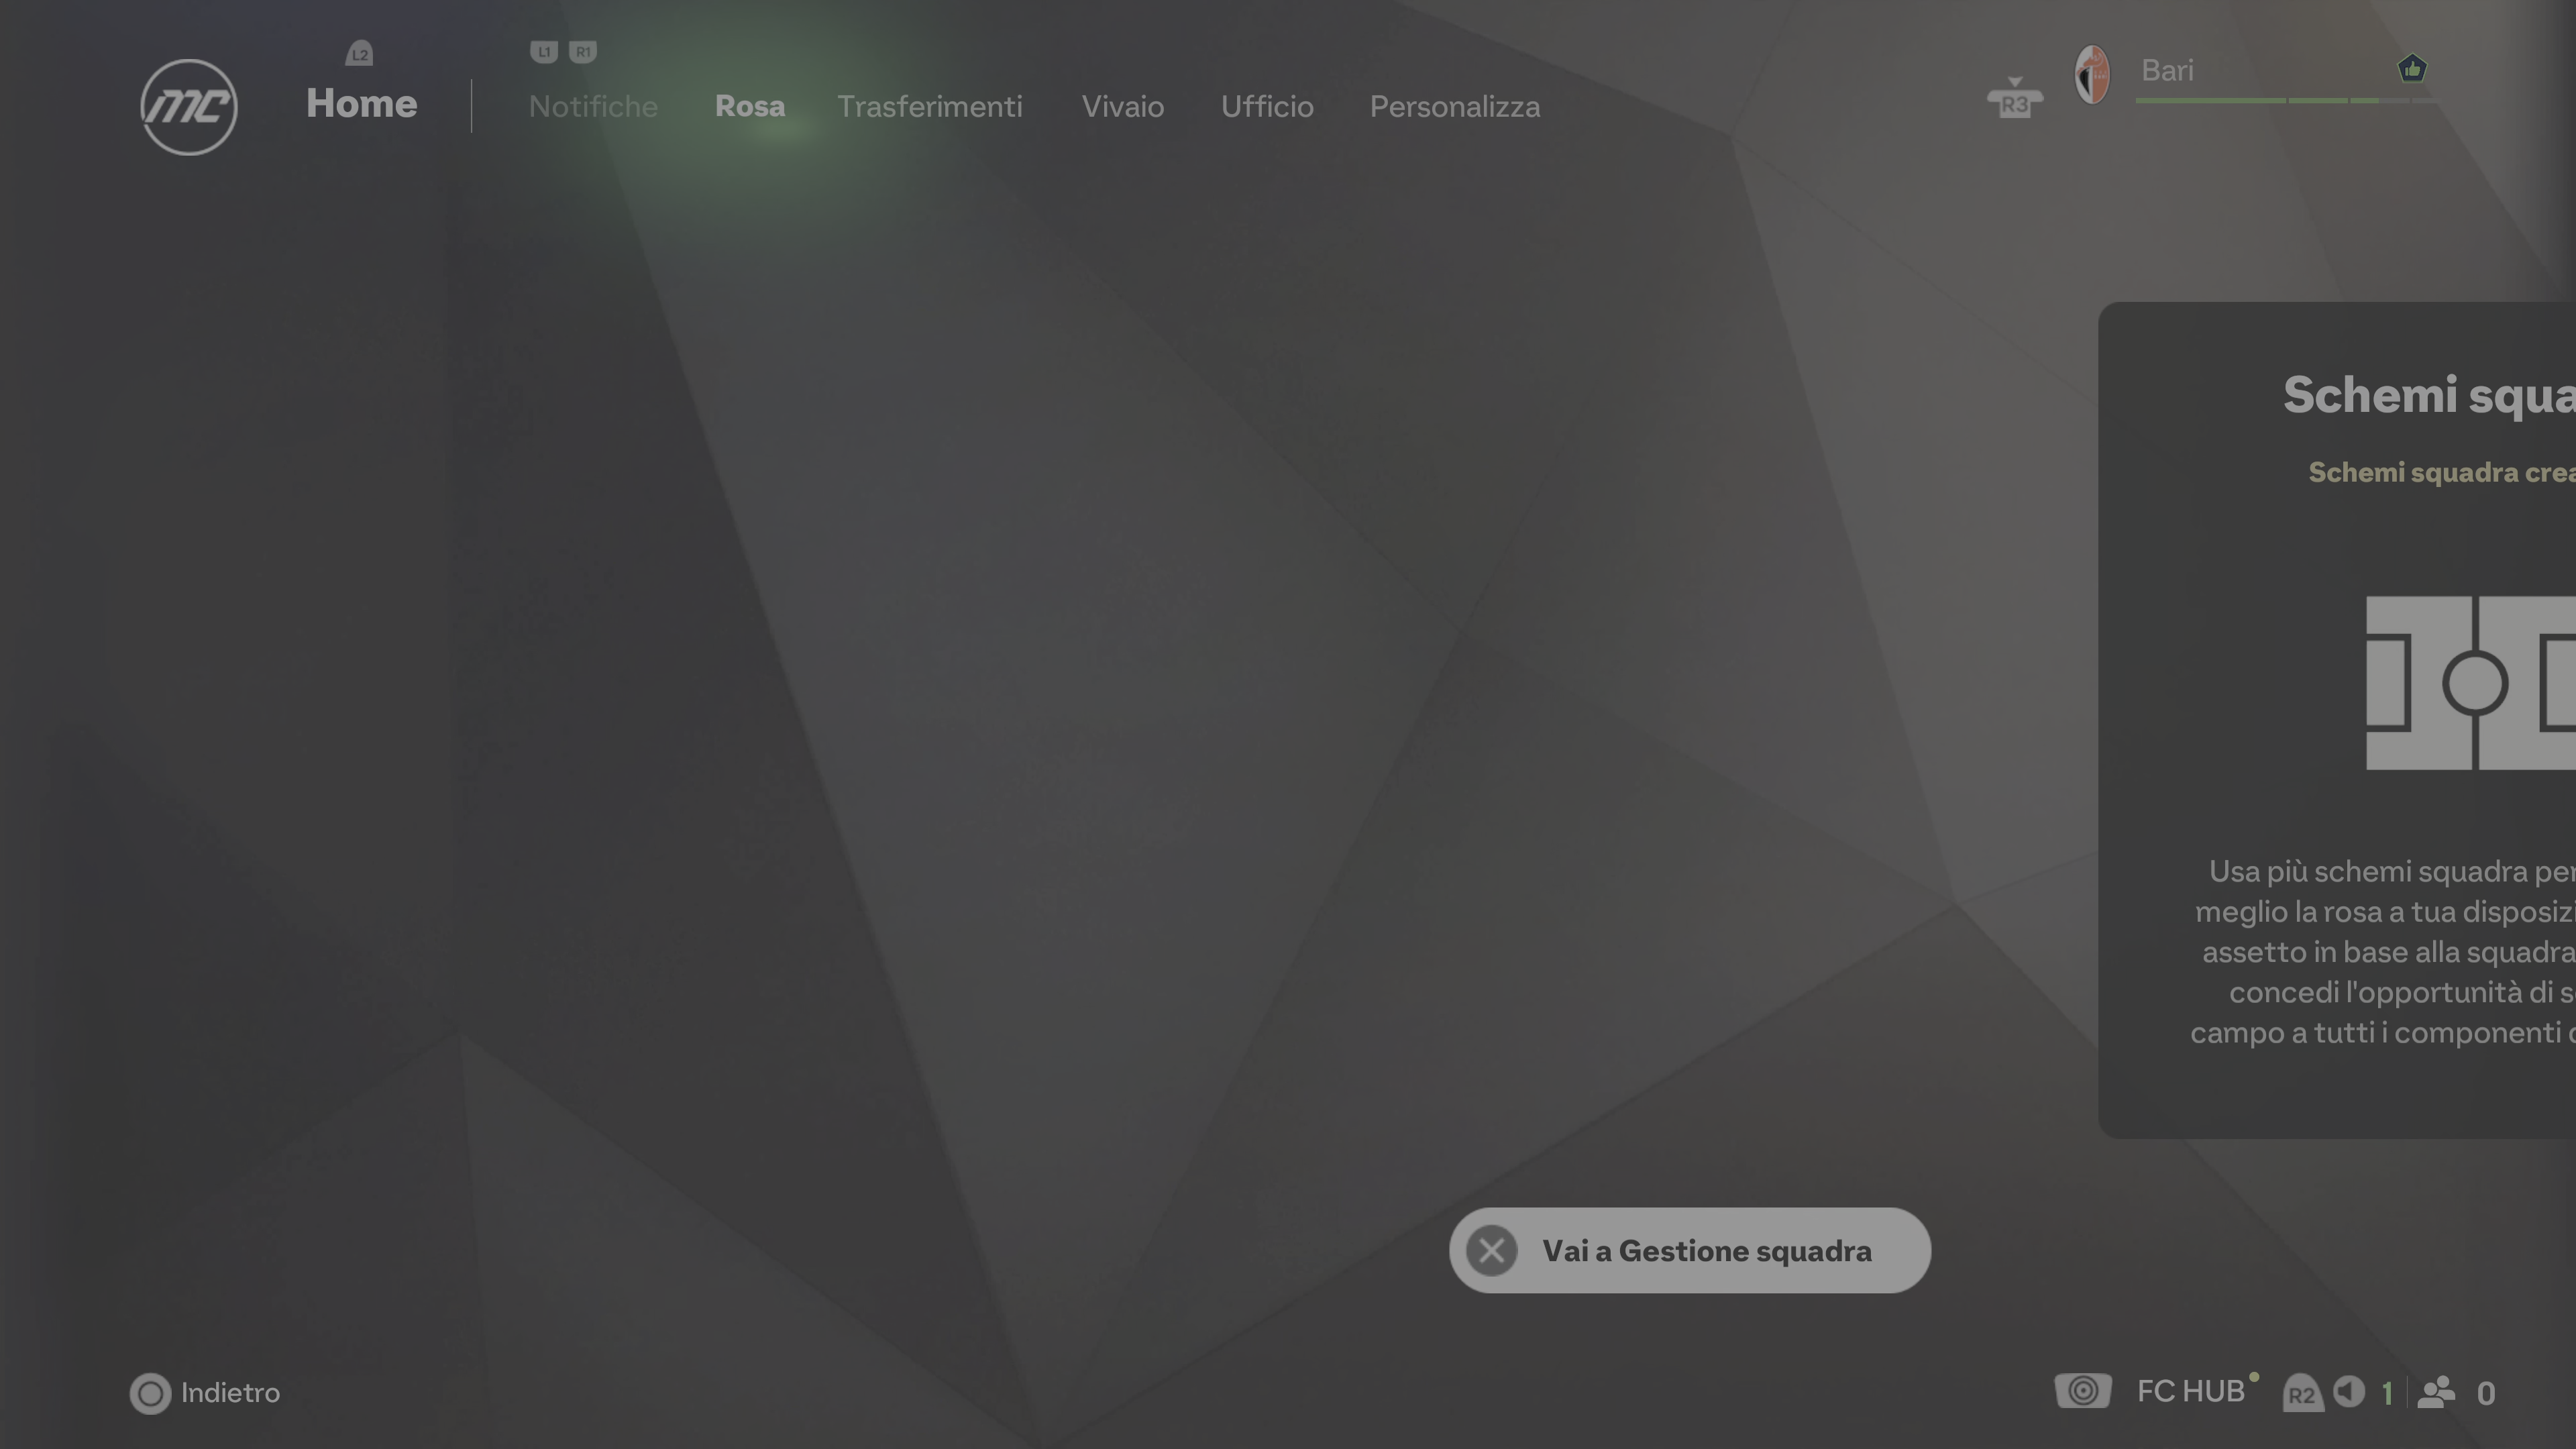 MC
L2
Home
L1 R1
Notifiche Rosa Trasferimenti Vivaio Ufficio Personalizza
R3
Bari
Schemi squa
Schemi squadra crea
Usa più schemi squadra per
meglio la rosa a tua disposizi
assetto in base alla squadra
concedi l'opportunità di s
campo a tutti i componenti
Vai a Gestione squadra
Indietro
FC HUB R2 1 0